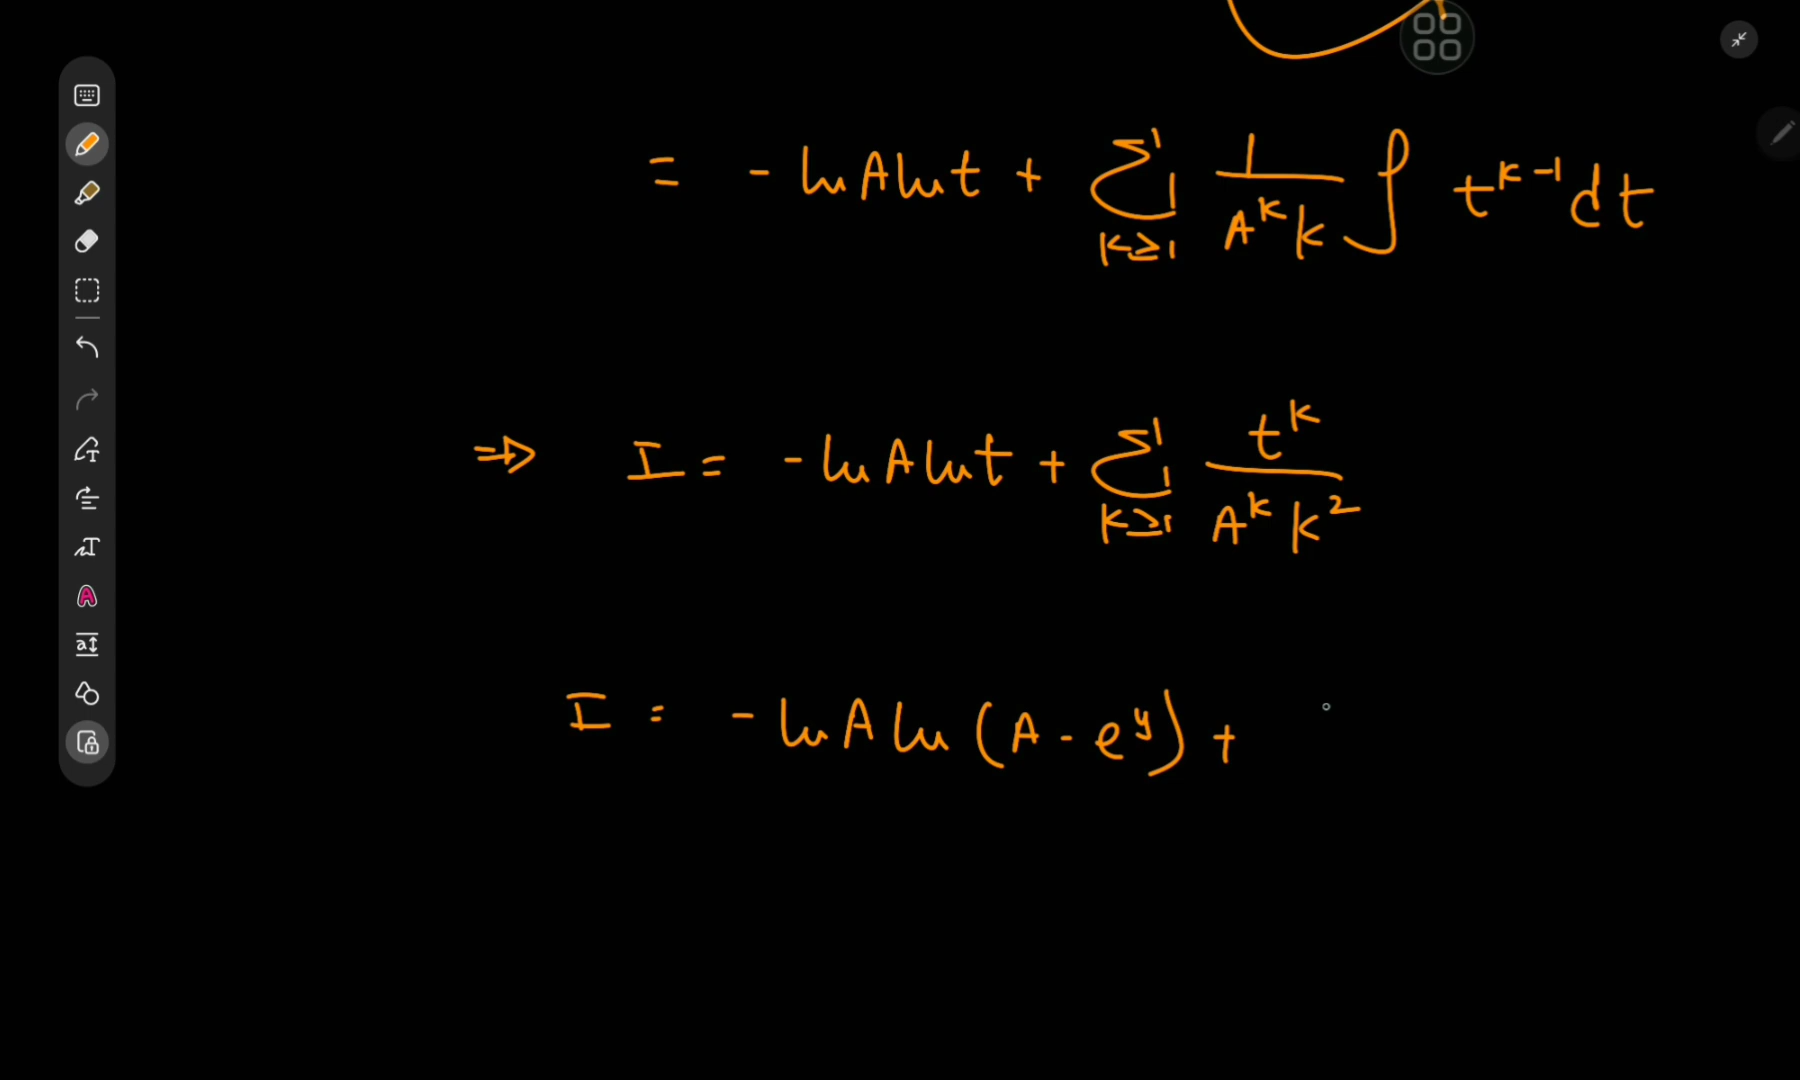 = - ln A ln t + ∑_{k≥1} 1/(A^k k) ∫ t^{k-1} dt
⇒ I = - ln A ln t + ∑_{k≥1} t^k/(A^k k^2)
I = - ln A ln (A - e^y) +